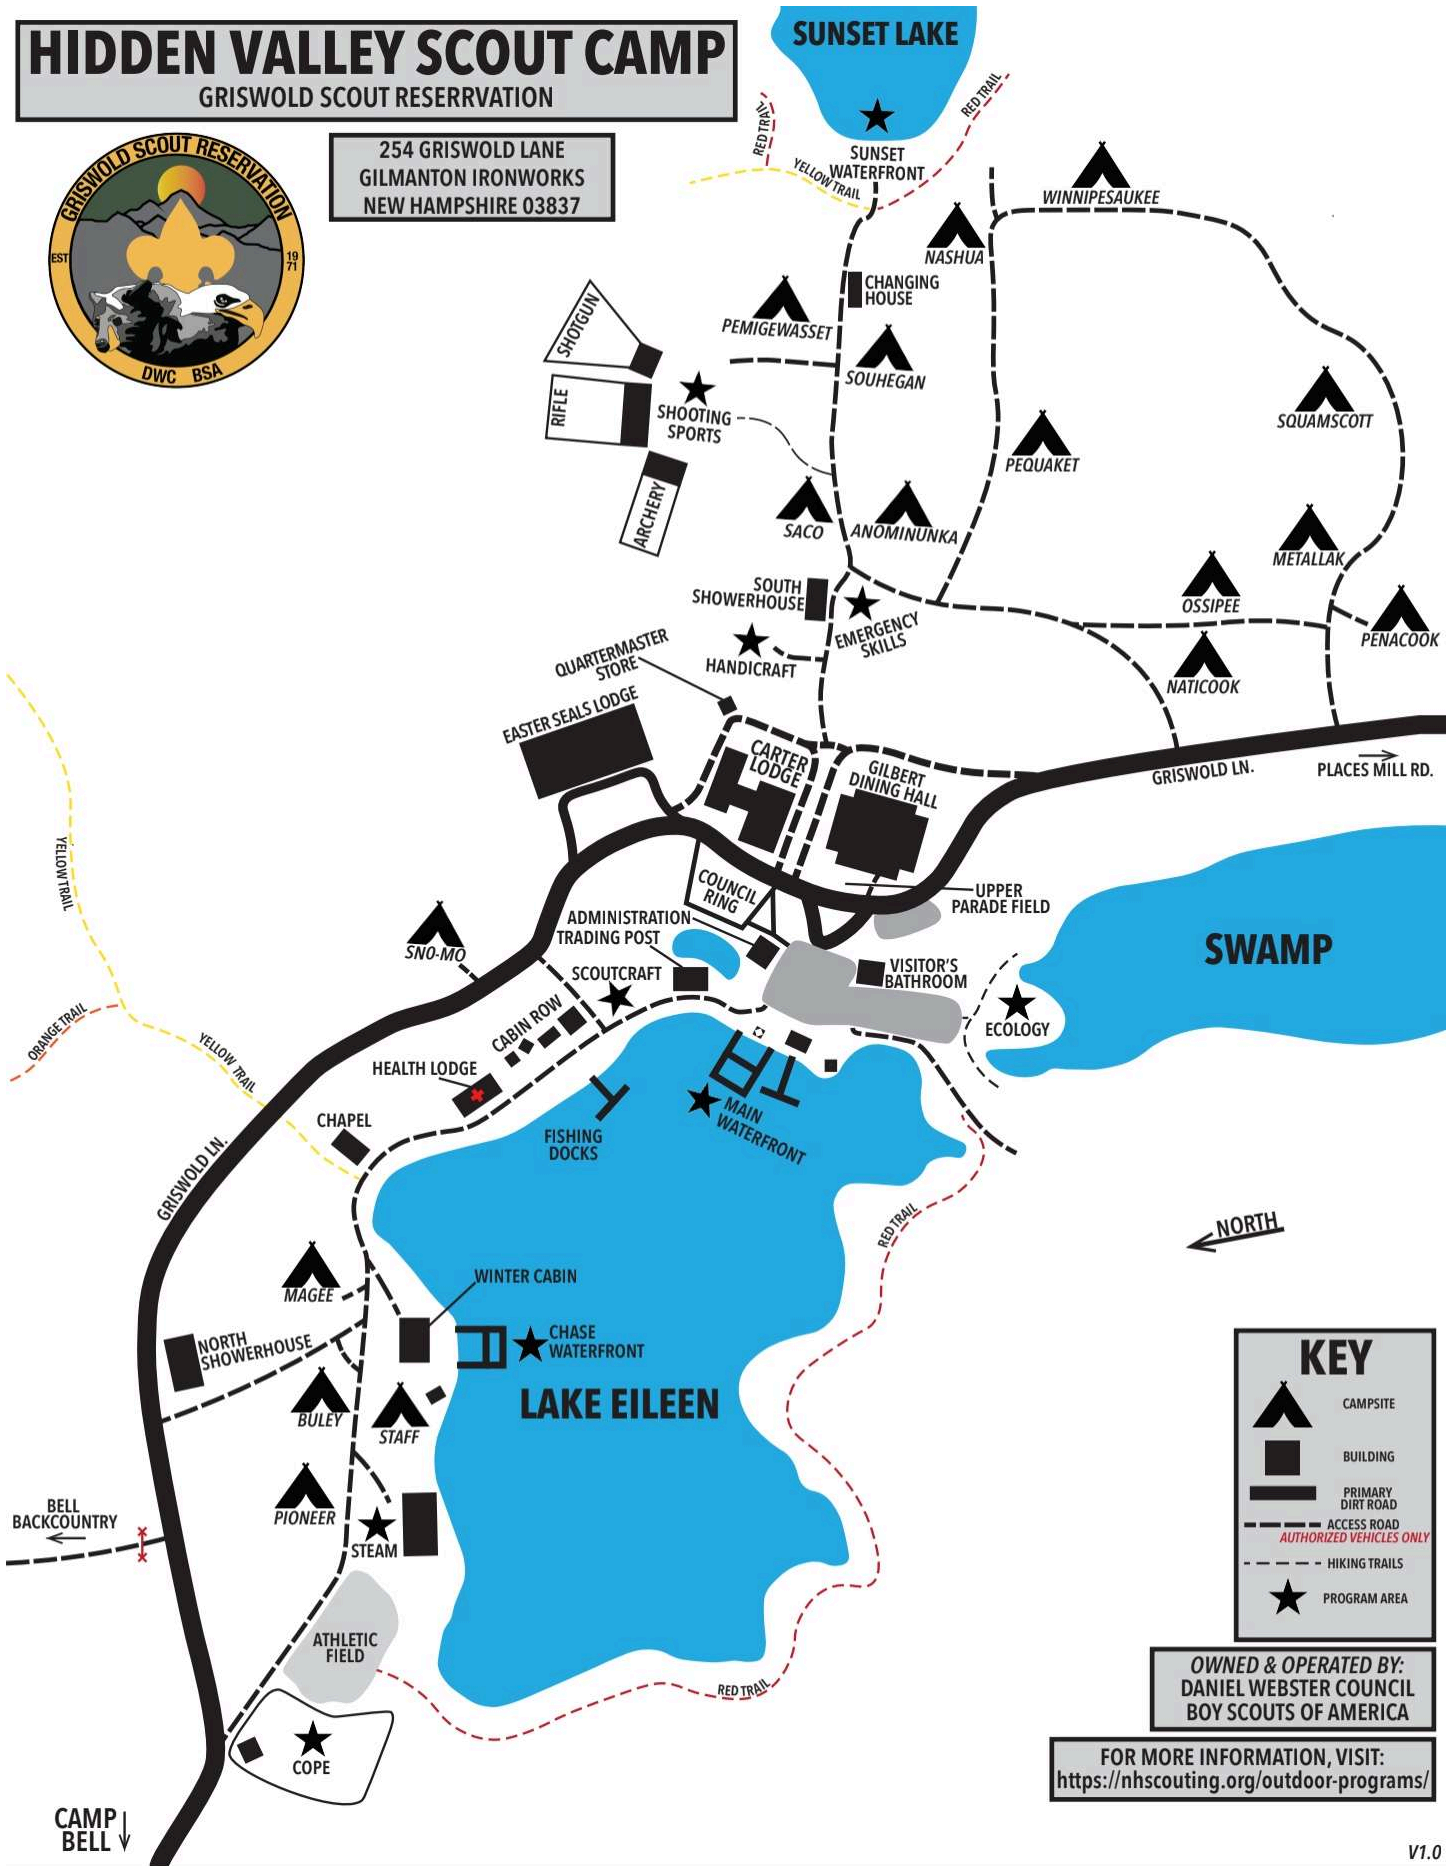 HIDDEN VALLEY SCOUT CAMP
GRISWOLD SCOUT RESERRVATION
254 GRISWOLD LANE
GILMANTON IRONWORKS
NEW HAMPSHIRE 03837
GRISWOLD SCOUT RESERVATION
EST
19
71
DWC BSA
SUNSET LAKE
RED TRAIL
RED TRAIL
SUNSET
WATERFRONT
YELLOW TRAIL
WINNIPESAUKEE
NASHUA
CHANGING
HOUSE
PEMIGEWASSET
SOUHEGAN
SHOTGUN
RIFLE
SHOOTING
SPORTS
ARCHERY
SQUAMSCOTT
PEQUAKET
SACO
ANOMINUNKA
METALLAK
SOUTH
SHOWERHOUSE
EMERGENCY
SKILLS
OSSIPEE
PENACOOK
NATICOOK
HANDICRAFT
QUARTERMASTER
STORE
EASTER SEALS LODGE
CARTER
LODGE
GILBERT
DINING HALL
GRISWOLD LN.
PLACES MILL RD.
YELLOW TRAIL
COUNCIL
RING
UPPER
PARADE FIELD
ADMINISTRATION
TRADING POST
SNO-MO
SCOUTCRAFT
VISITOR'S
BATHROOM
SWAMP
ECOLOGY
ORANGE TRAIL
YELLOW TRAIL
CABIN ROW
HEALTH LODGE
CHAPEL
FISHING
DOCKS
MAIN
WATERFRONT
GRISWOLD LN.
RED TRAIL
NORTH
MAGEE
WINTER CABIN
NORTH
SHOWERHOUSE
CHASE
WATERFRONT
LAKE EILEEN
BULEY
STAFF
PIONEER
STEAM
BELL
BACKCOUNTRY
ATHLETIC
FIELD
RED TRAIL
COPE
CAMP
BELL
KEY
CAMPSITE
BUILDING
PRIMARY
DIRT ROAD
ACCESS ROAD
AUTHORIZED VEHICLES ONLY
HIKING TRAILS
PROGRAM AREA
OWNED & OPERATED BY:
DANIEL WEBSTER COUNCIL
BOY SCOUTS OF AMERICA
FOR MORE INFORMATION, VISIT:
https://nhscouting.org/outdoor-programs/
V1.0